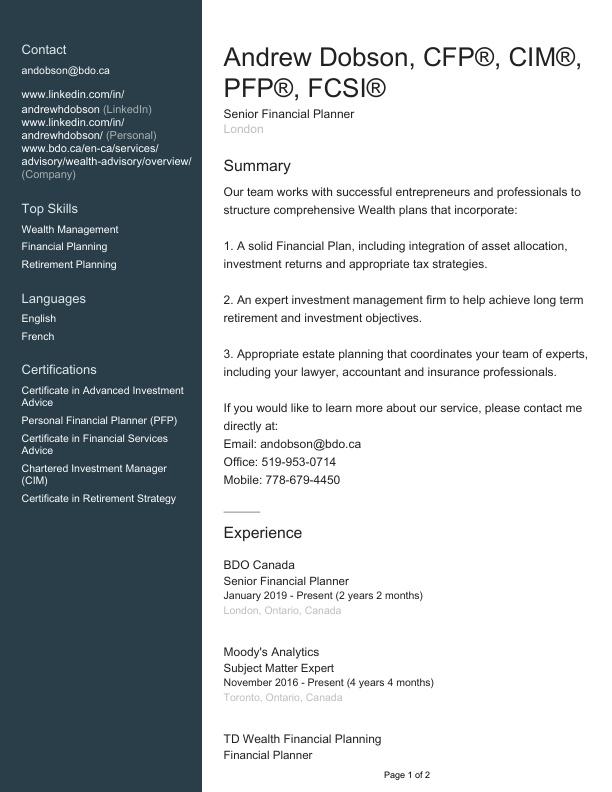 Contact
andobson@bdo.ca
www.linkedin.com/in/
andrewhdobson (LinkedIn)
www.linkedin.com/in/
andrewhdobson/ (Personal)
www.bdo.ca/en-ca/services/
advisory/wealth-advisory/overview/
(Company)
Top Skills
Wealth Management
Financial Planning
Retirement Planning
Languages
English
French
Certifications
Certificate in Advanced Investment
Advice
Personal Financial Planner (PFP)
Certificate in Financial Services
Advice
Chartered Investment Manager
(CIM)
Certificate in Retirement Strategy
Andrew Dobson, CFP®, CIM®,
PFP®, FCSI®
Senior Financial Planner
London
Summary
Our team works with successful entrepreneurs and professionals to
structure comprehensive Wealth plans that incorporate:
1. A solid Financial Plan, including integration of asset allocation,
investment returns and appropriate tax strategies.
2. An expert investment management firm to help achieve long term
retirement and investment objectives.
3. Appropriate estate planning that coordinates your team of experts,
including your lawyer, accountant and insurance professionals.
If you would like to learn more about our service, please contact me
directly at:
Email: andobson@bdo.ca
Office: 519-953-0714
Mobile: 778-679-4450
Experience
BDO Canada
Senior Financial Planner
January 2019 - Present (2 years 2 months)
London, Ontario, Canada
Moody's Analytics
Subject Matter Expert
November 2016 - Present (4 years 4 months)
Toronto, Ontario, Canada
TD Wealth Financial Planning
Financial Planner
Page 1 of 2